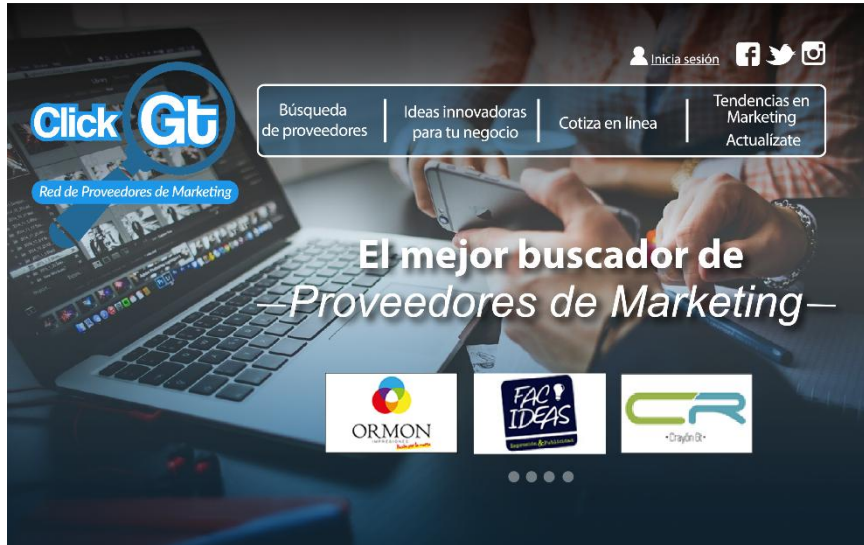 Inicia sesión
Click Gt
Red de Proveedores de Marketing
Búsqueda
de proveedores
Ideas innovadoras
para tu negocio
Cotiza en línea
Tendencias en
Marketing
Actualízate
El mejor buscador de
Proveedores de Marketing
ORMON
IMPRESIONES
FAC
IDEAS
CR
•Crayón Gt•